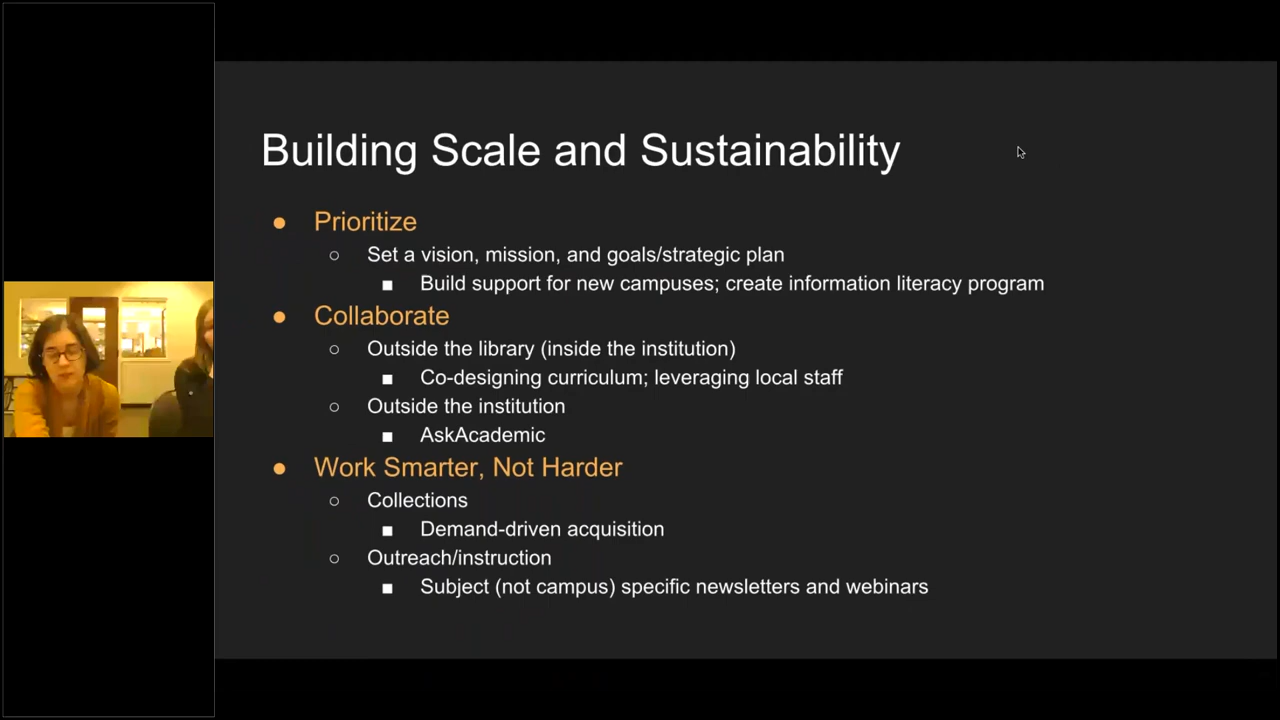 Building Scale and Sustainability
● Prioritize
○ Set a vision, mission, and goals/strategic plan
■ Build support for new campuses; create information literacy program
● Collaborate
○ Outside the library (inside the institution)
■ Co-designing curriculum; leveraging local staff
○ Outside the institution
■ AskAcademic
● Work Smarter, Not Harder
○ Collections
■ Demand-driven acquisition
○ Outreach/instruction
■ Subject (not campus) specific newsletters and webinars